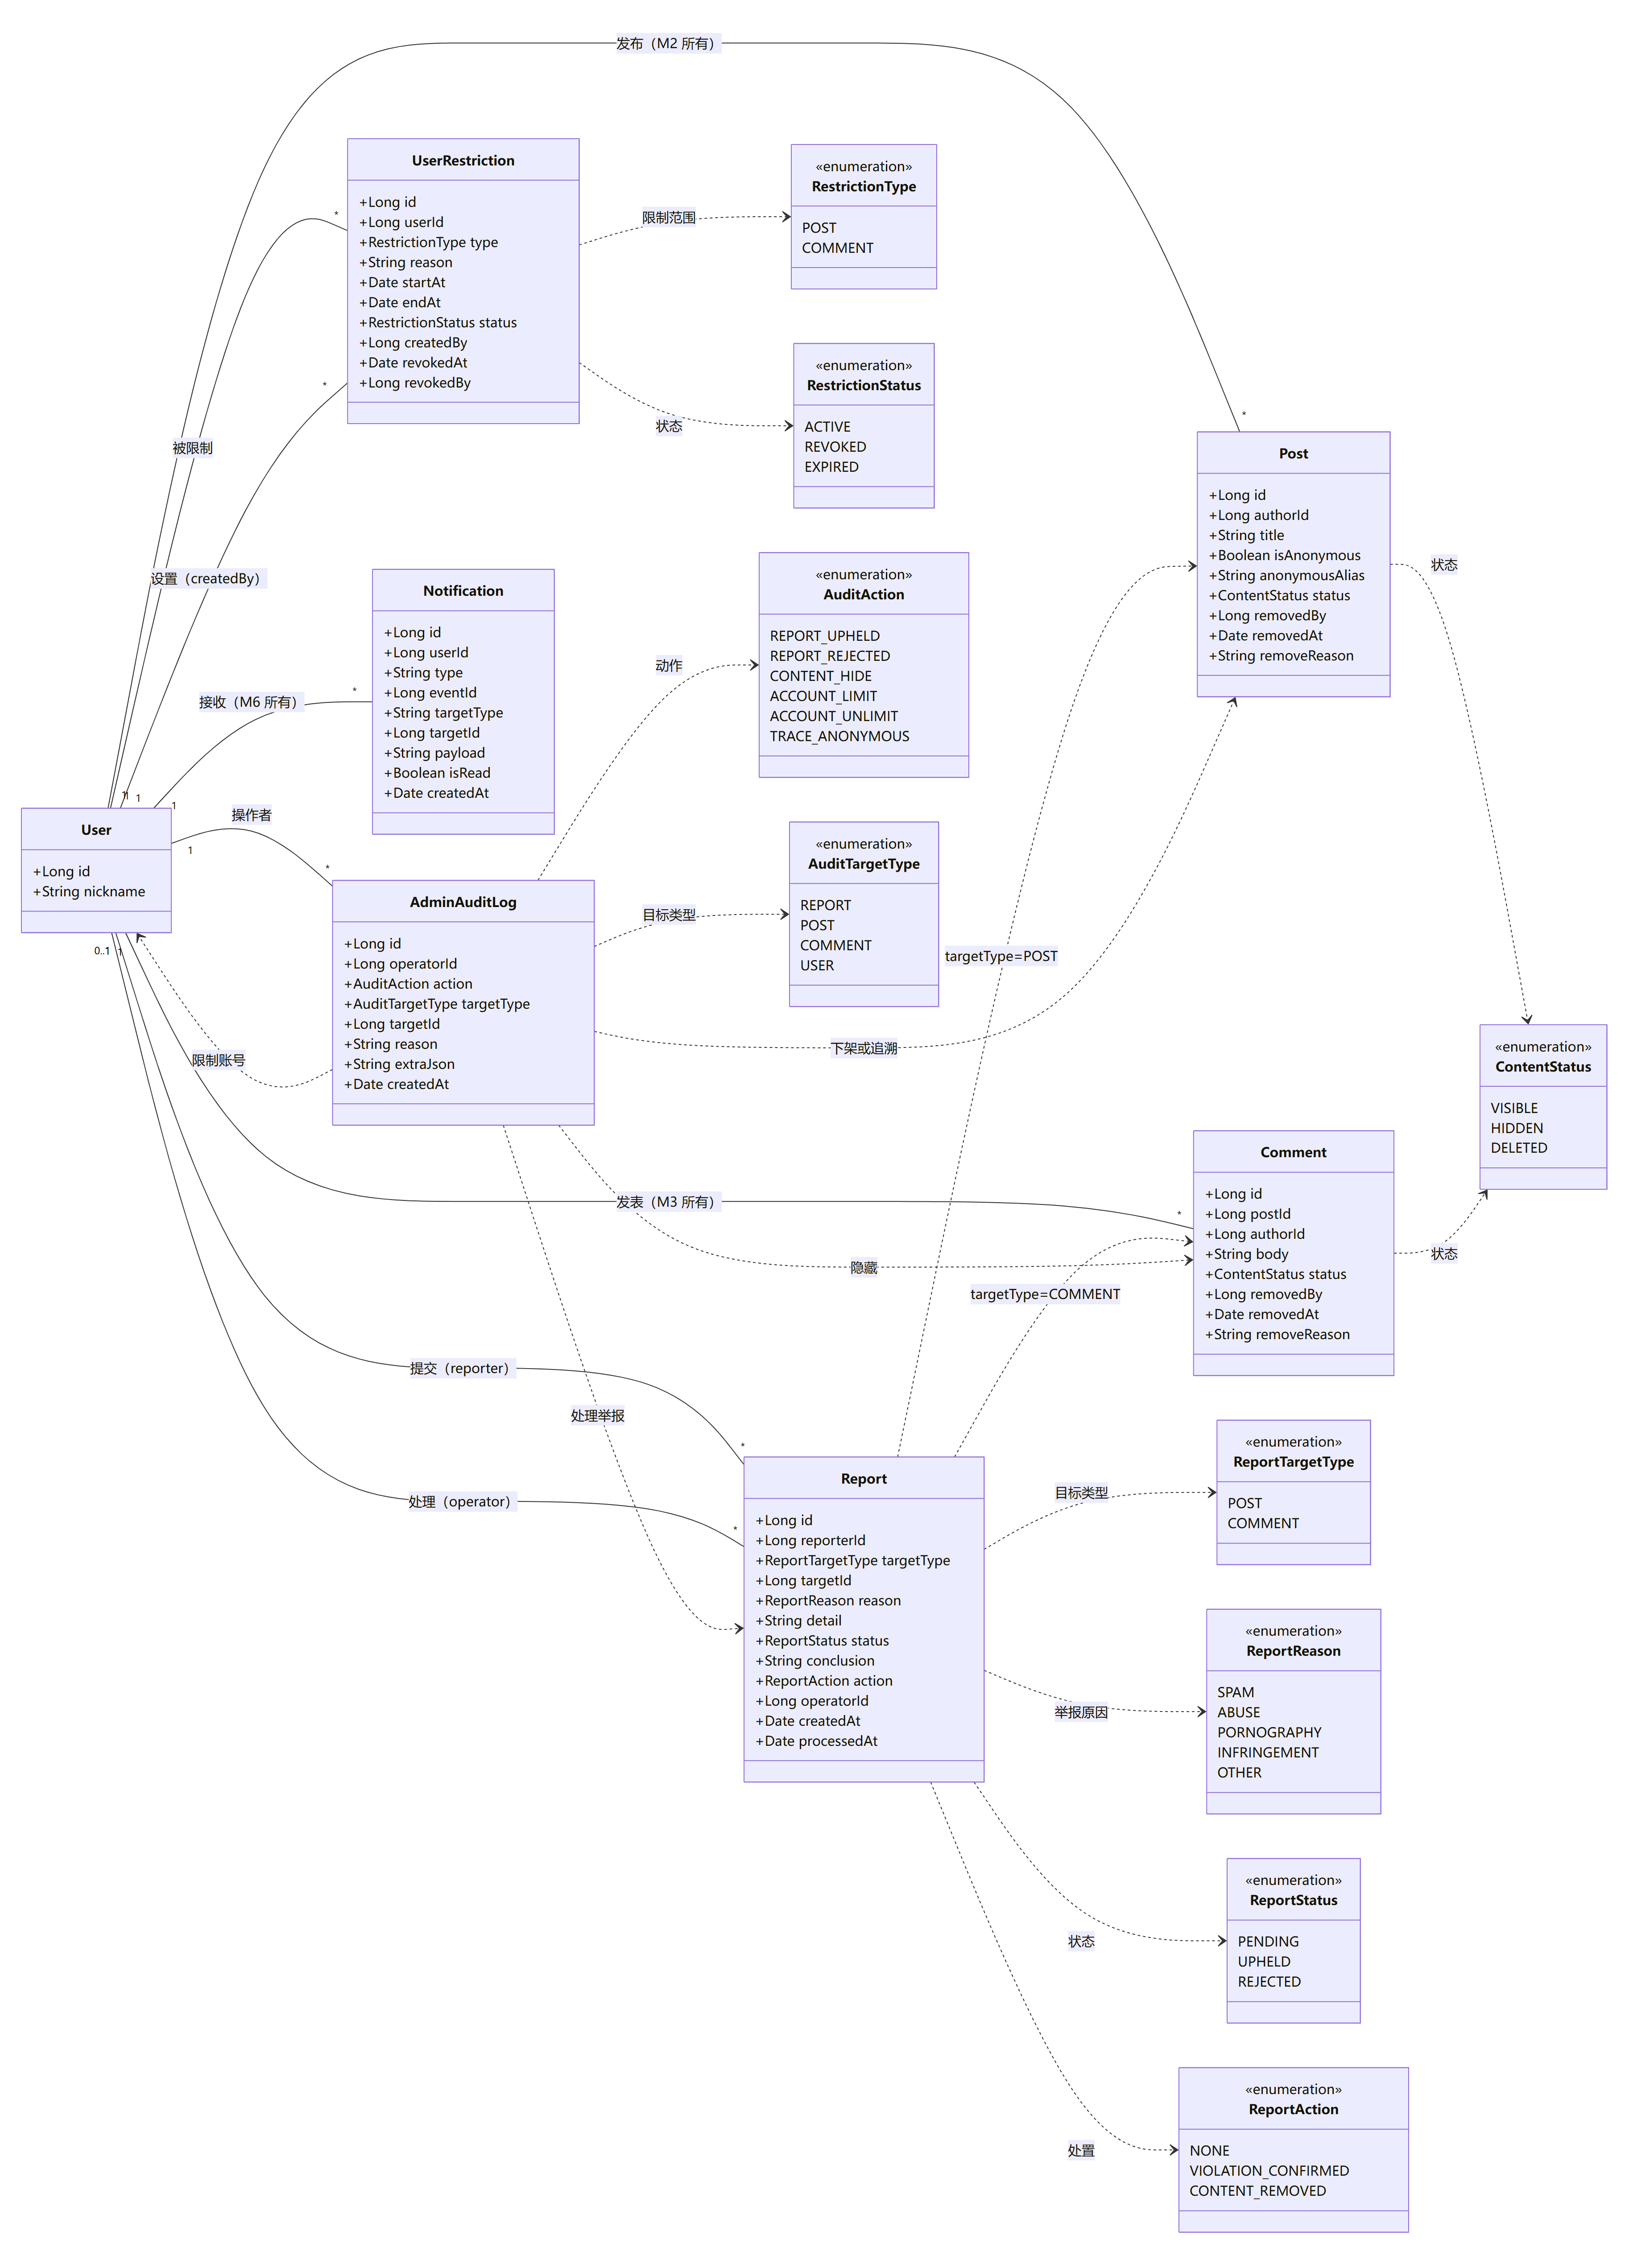 发布（M2 所有）
UserRestriction
+Long id
+Long userId
+RestrictionType type
+String reason
+Date startAt
+Date endAt
+RestrictionStatus status
+Long createdBy
+Date revokedAt
+Long revokedBy
*
*
限制范围
状态
«enumeration»
RestrictionType
POST
COMMENT
«enumeration»
RestrictionStatus
ACTIVE
REVOKED
EXPIRED
被限制
设置（createdBy）
接收（M6 所有）
*
Notification
+Long id
+Long userId
+String type
+Long eventId
+String targetType
+Long targetId
+String payload
+Boolean isRead
+Date createdAt
动作
«enumeration»
AuditAction
REPORT_UPHELD
REPORT_REJECTED
CONTENT_HIDE
ACCOUNT_LIMIT
ACCOUNT_UNLIMIT
TRACE_ANONYMOUS
*
Post
+Long id
+Long authorId
+String title
+Boolean isAnonymous
+String anonymousAlias
+ContentStatus status
+Long removedBy
+Date removedAt
+String removeReason
状态
1
1
1
1
User
+Long id
+String nickname
操作者
1
*
0..1
1
AdminAuditLog
+Long id
+Long operatorId
+AuditAction action
+AuditTargetType targetType
+Long targetId
+String reason
+String extraJson
+Date createdAt
限制账号
目标类型
«enumeration»
AuditTargetType
REPORT
POST
COMMENT
USER
targetType=POST
下架或追溯
«enumeration»
ContentStatus
VISIBLE
HIDDEN
DELETED
发表（M3 所有）
*
隐藏
targetType=COMMENT
Comment
+Long id
+Long postId
+Long authorId
+String body
+ContentStatus status
+Long removedBy
+Date removedAt
+String removeReason
状态
提交（reporter）
处理举报
处理（operator）
*
*
Report
+Long id
+Long reporterId
+ReportTargetType targetType
+Long targetId
+ReportReason reason
+String detail
+ReportStatus status
+String conclusion
+ReportAction action
+Long operatorId
+Date createdAt
+Date processedAt
目标类型
«enumeration»
ReportTargetType
POST
COMMENT
举报原因
«enumeration»
ReportReason
SPAM
ABUSE
PORNOGRAPHY
INFRINGEMENT
OTHER
状态
«enumeration»
ReportStatus
PENDING
UPHELD
REJECTED
处置
«enumeration»
ReportAction
NONE
VIOLATION_CONFIRMED
CONTENT_REMOVED